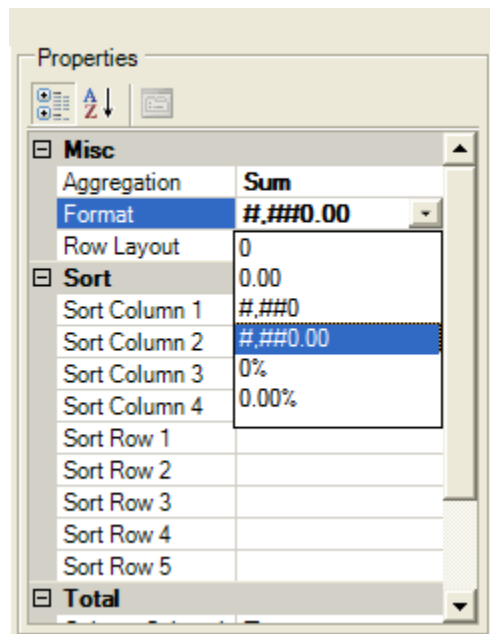 Properties
A
Z
Misc
Aggregation Sum
Format #,##0.00
Row Layout
0
Sort
0.00
Sort Column 1
#,##0
Sort Column 2
#,##0.00
Sort Column 3
0%
Sort Column 4
0.00%
Sort Row 1
Sort Row 2
Sort Row 3
Sort Row 4
Sort Row 5
Total